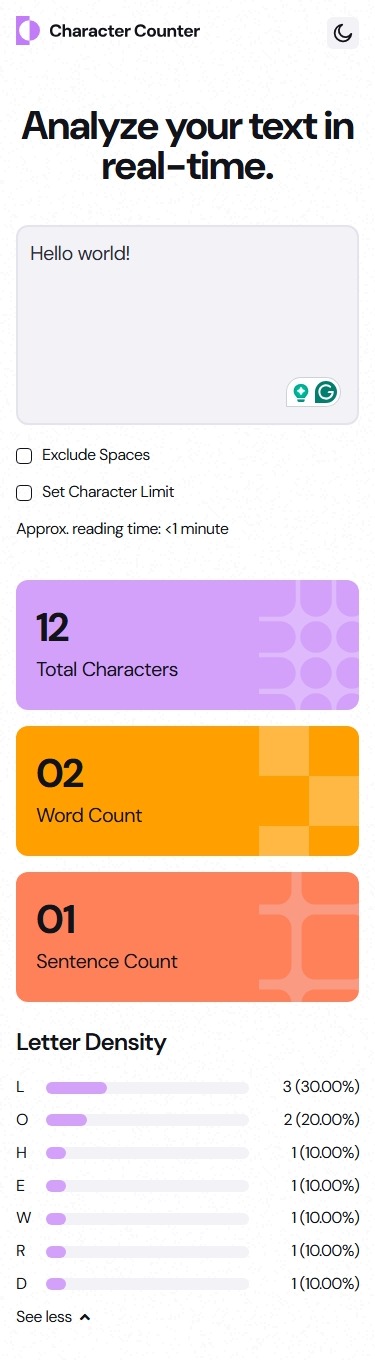 Character Counter
Analyze your text in
real-time.
Hello world!
Exclude Spaces
Set Character Limit
Approx. reading time: <1 minute
12
Total Characters
02
Word Count
01
Sentence Count
Letter Density
L 3 (30.00%)
O 2 (20.00%)
H 1 (10.00%)
E 1 (10.00%)
W 1 (10.00%)
R 1 (10.00%)
D 1 (10.00%)
See less